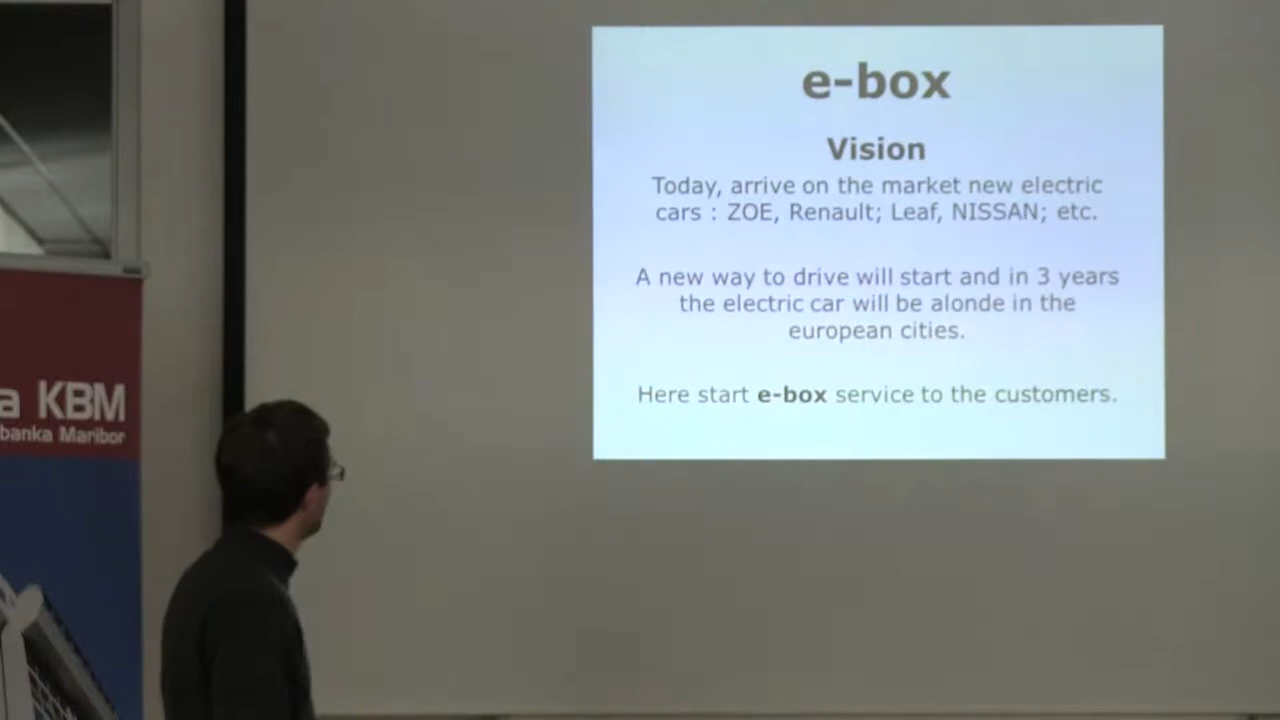 e-box
Vision
Today, arrive on the market new electric
cars : ZOE, Renault; Leaf, NISSAN; etc.
A new way to drive will start and in 3 years
the electric car will be alonde in the
european cities.
Here start e-box service to the customers.
a KBM
banka Maribor